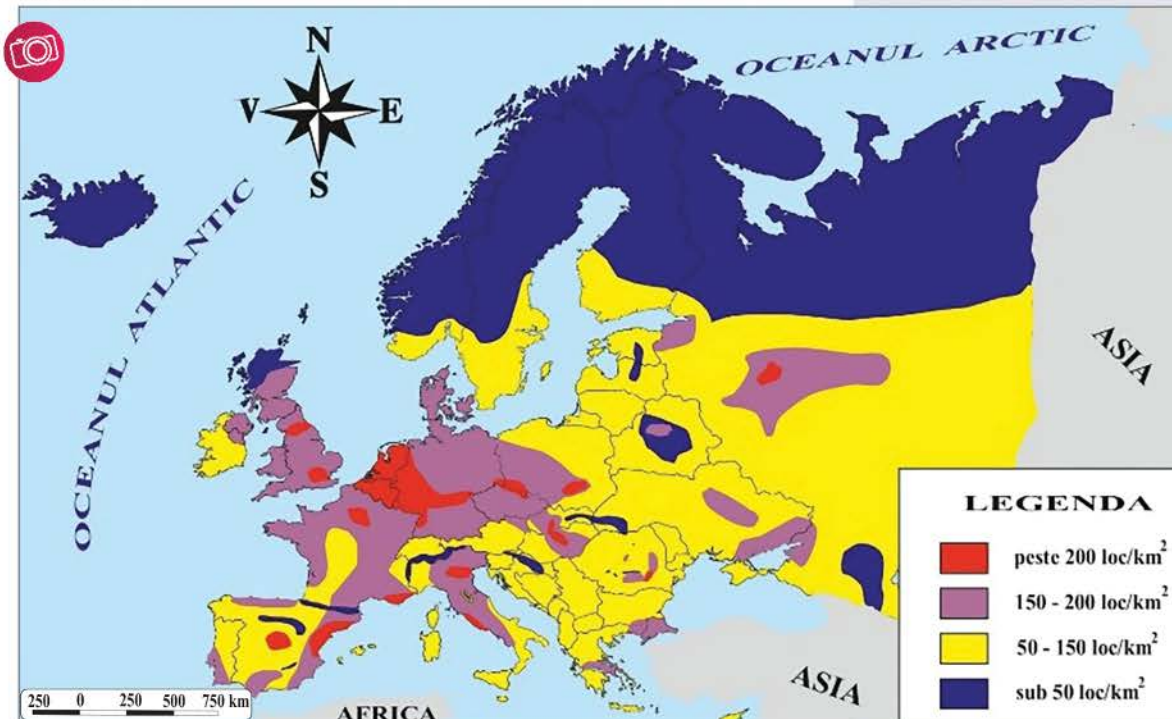 N
V E
S
OCEANUL ARCTIC
OCEANUL ATLANTIC
ASIA
ASIA
AFRICA
250 0 250 500 750 km
LEGENDA
peste 200 loc/km²
150 - 200 loc/km²
50 - 150 loc/km²
sub 50 loc/km²